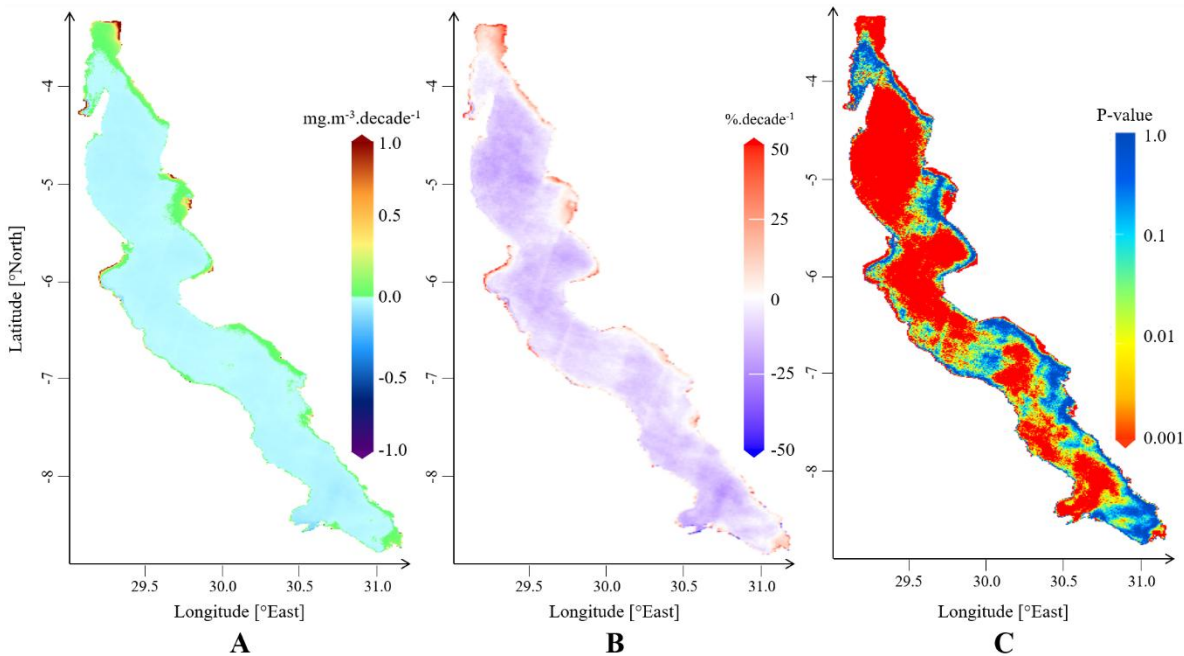 Latitude [°North]
-4
-5
-6
-7
-8
29.5 30.0 30.5 31.0
Longitude [°East]
mg.m⁻³.decade⁻¹
1.0
0.5
0.0
-0.5
-1.0
A
-4
-5
-6
-7
-8
29.5 30.0 30.5 31.0
Longitude [°East]
%.decade⁻¹
50
25
0
-25
-50
B
-4
-5
-6
-7
-8
29.5 30.0 30.5 31.0
Longitude [°East]
P-value
1.0
0.1
0.01
0.001
C